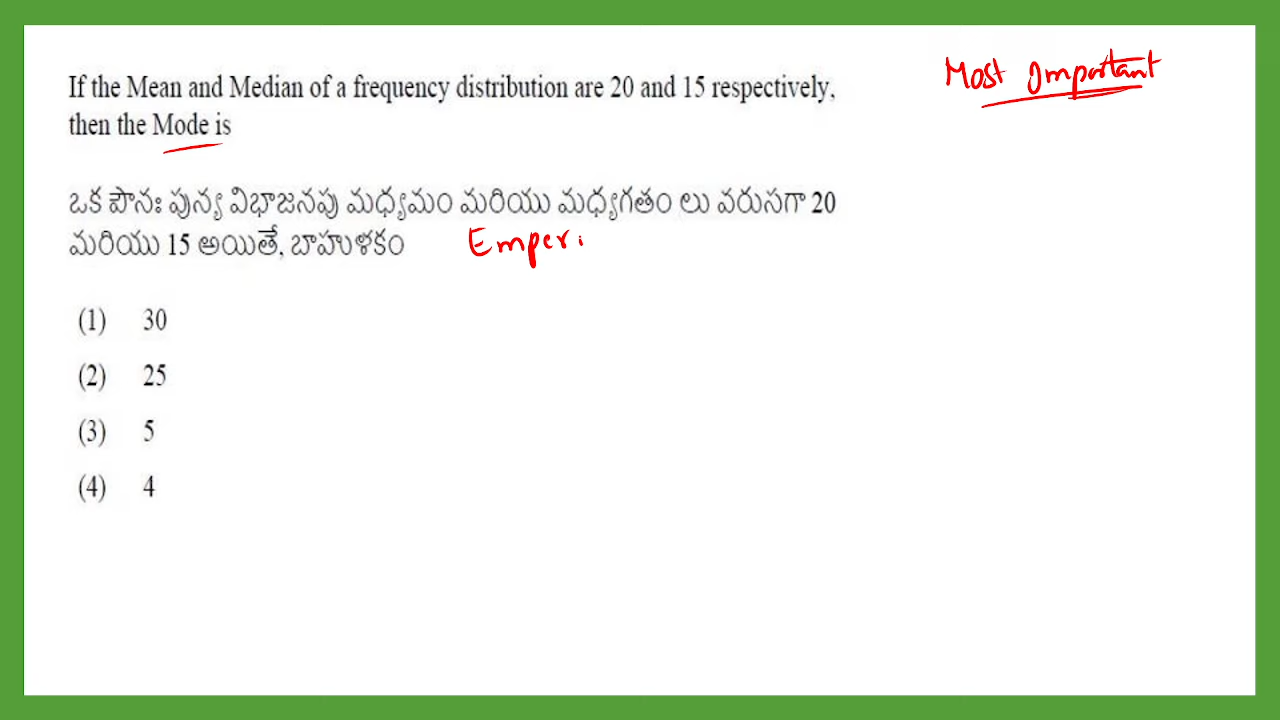 Most Important
If the Mean and Median of a frequency distribution are 20 and 15 respectively,
then the Mode is
ఒక పౌనః పున్య విభాజనపు మధ్యమం మరియు మధ్యగతం లు వరుసగా 20
మరియు 15 అయితే, బాహుళకం
Emperi
(1) 30
(2) 25
(3) 5
(4) 4